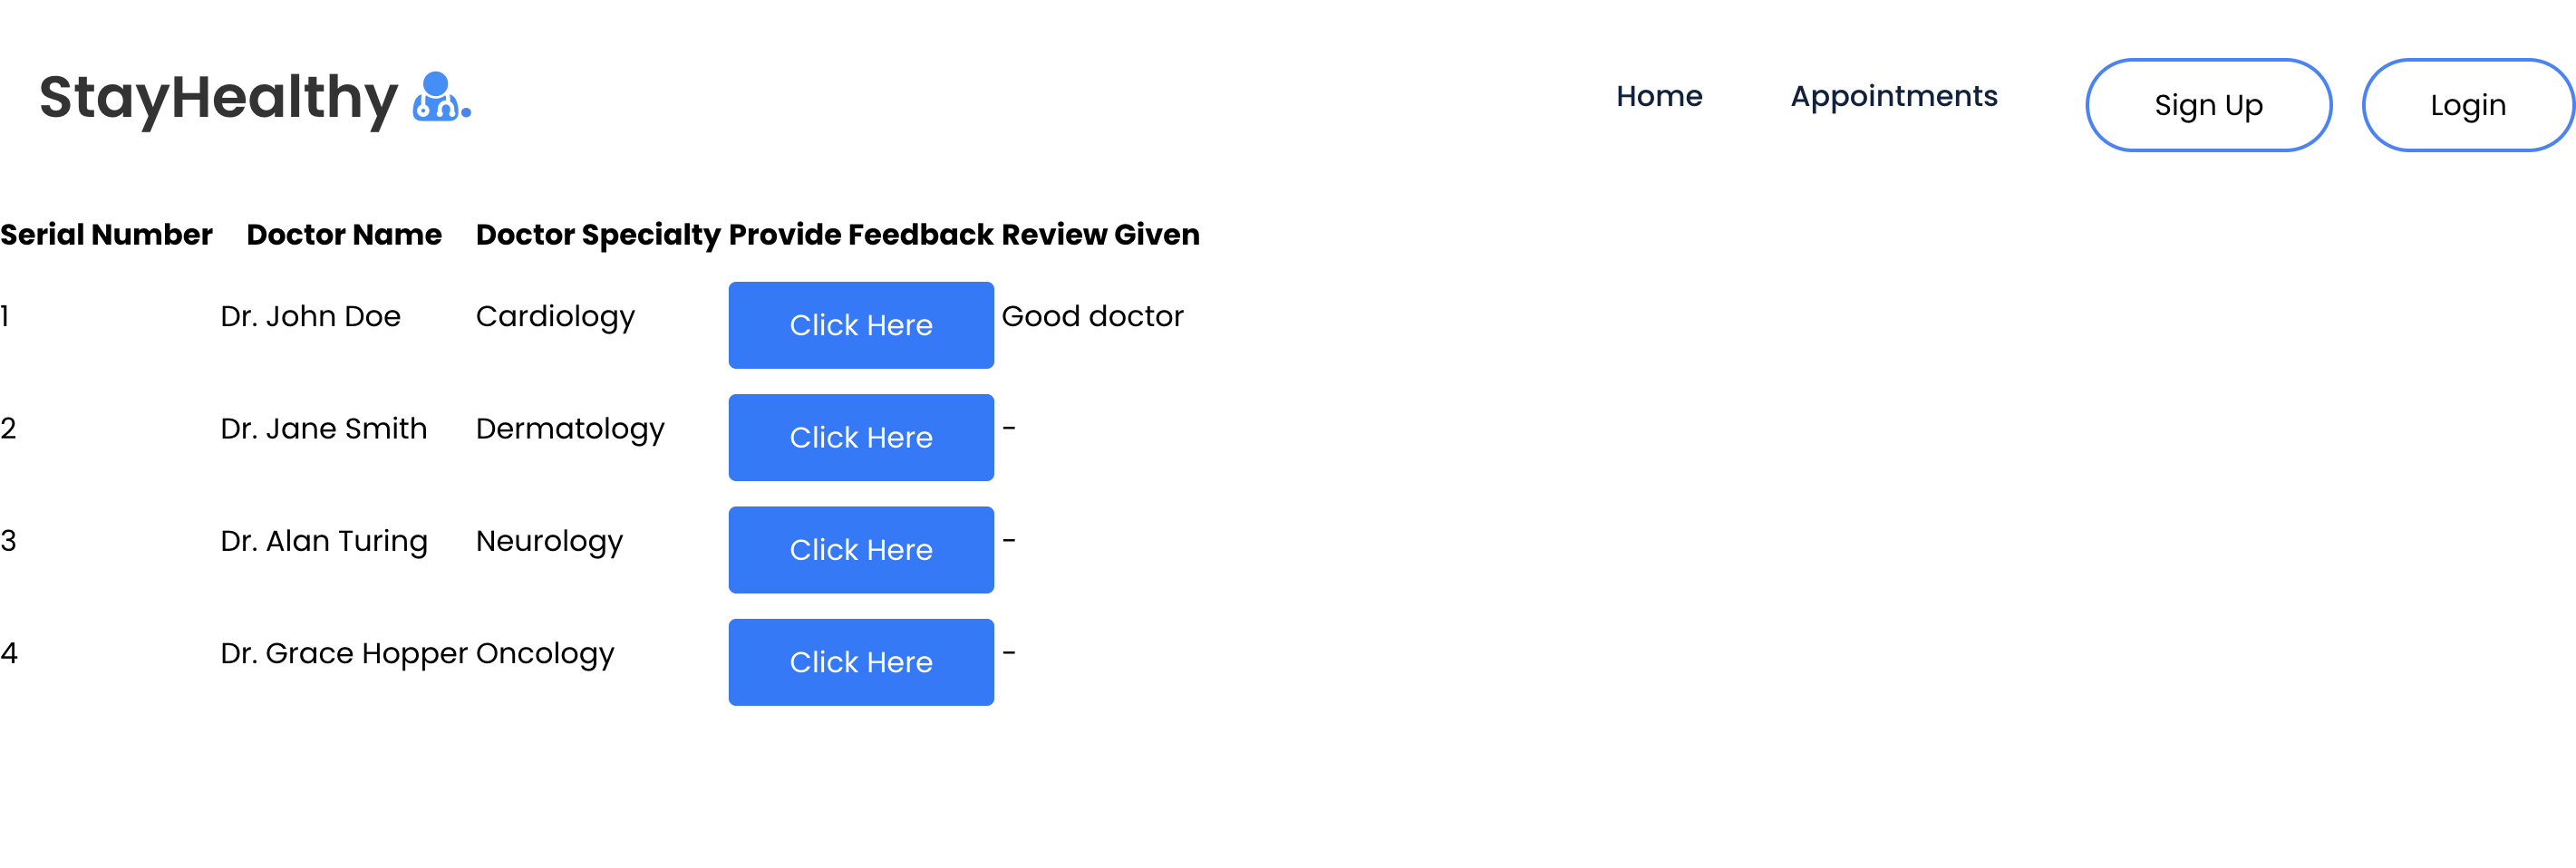 StayHealthy
Home Appointments Sign Up Login
Serial Number Doctor Name Doctor Specialty Provide Feedback Review Given
1 Dr. John Doe Cardiology Click Here Good doctor
2 Dr. Jane Smith Dermatology Click Here -
3 Dr. Alan Turing Neurology Click Here -
4 Dr. Grace Hopper Oncology Click Here -